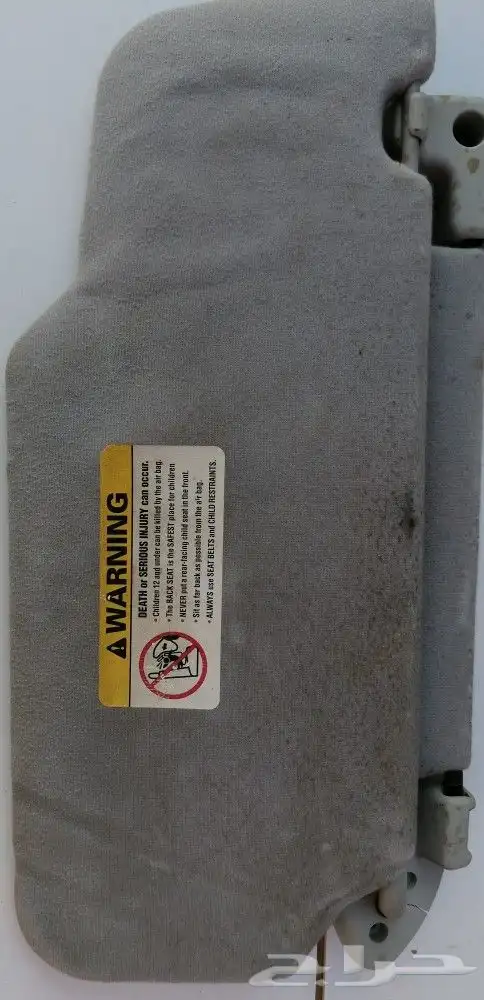 WARNING
DEATH or SERIOUS INJURY can occur.
• Children 12 and under can be killed by the air bag.
• The BACK SEAT is the SAFEST place for children
• NEVER put a rear-facing child seat in the front.
• Sit as far back as possible from the air bag.
• ALWAYS use SEAT BELTS and CHILD RESTRAINTS.
حراج